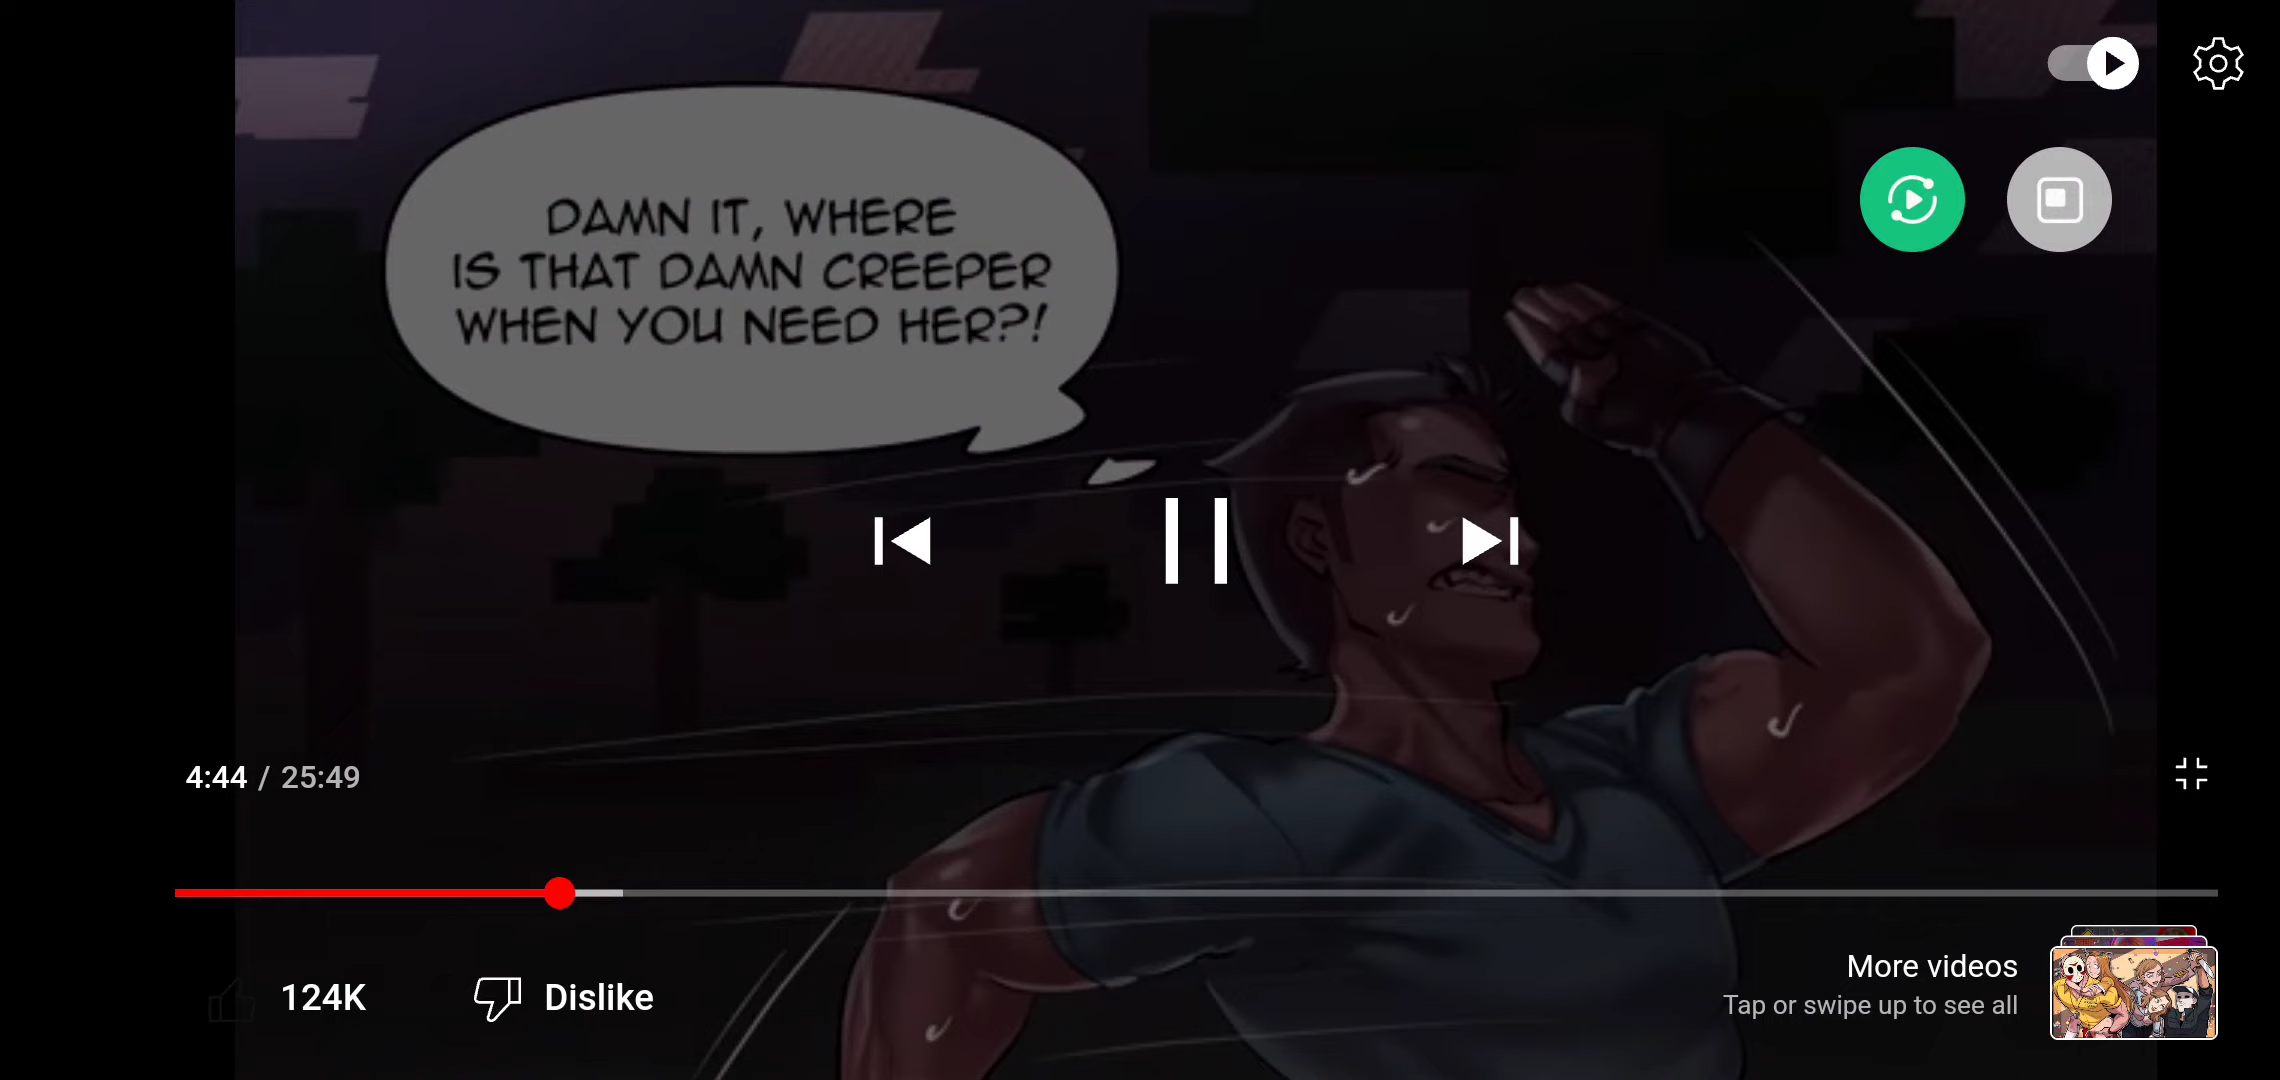 DAMN IT, WHERE
IS THAT DAMN CREEPER
WHEN YOU NEED HER?!
4:44 / 25:49
124K
Dislike
More videos
Tap or swipe up to see all